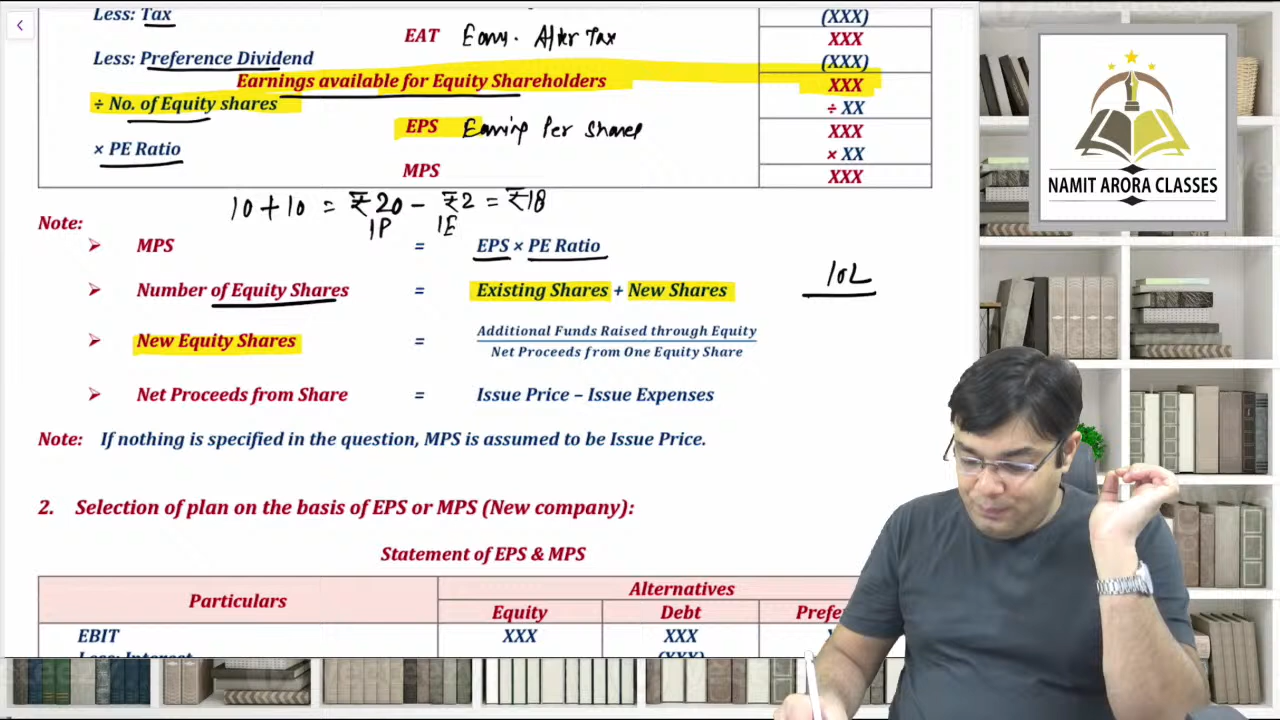 Less: Tax (XXX)
EAT Earn. After Tax XXX
Less: Preference Dividend (XXX)
Earnings available for Equity Shareholders XXX
÷ No. of Equity shares ÷ XX
EPS Earning Per Share XXX
× PE Ratio × XX
MPS XXX
10 + 10 = ₹20 - ₹2 = ₹18
IP IE
Note:
➢ MPS = EPS × PE Ratio
10L
➢ Number of Equity Shares = Existing Shares + New Shares
➢ New Equity Shares = Additional Funds Raised through Equity
Net Proceeds from One Equity Share
➢ Net Proceeds from Share = Issue Price – Issue Expenses
Note: If nothing is specified in the question, MPS is assumed to be Issue Price.
2. Selection of plan on the basis of EPS or MPS (New company):
Statement of EPS & MPS
Particulars Alternatives
Equity Debt
EBIT XXX XXX
Less: Interest (XXX)
NAMIT ARORA CLASSES